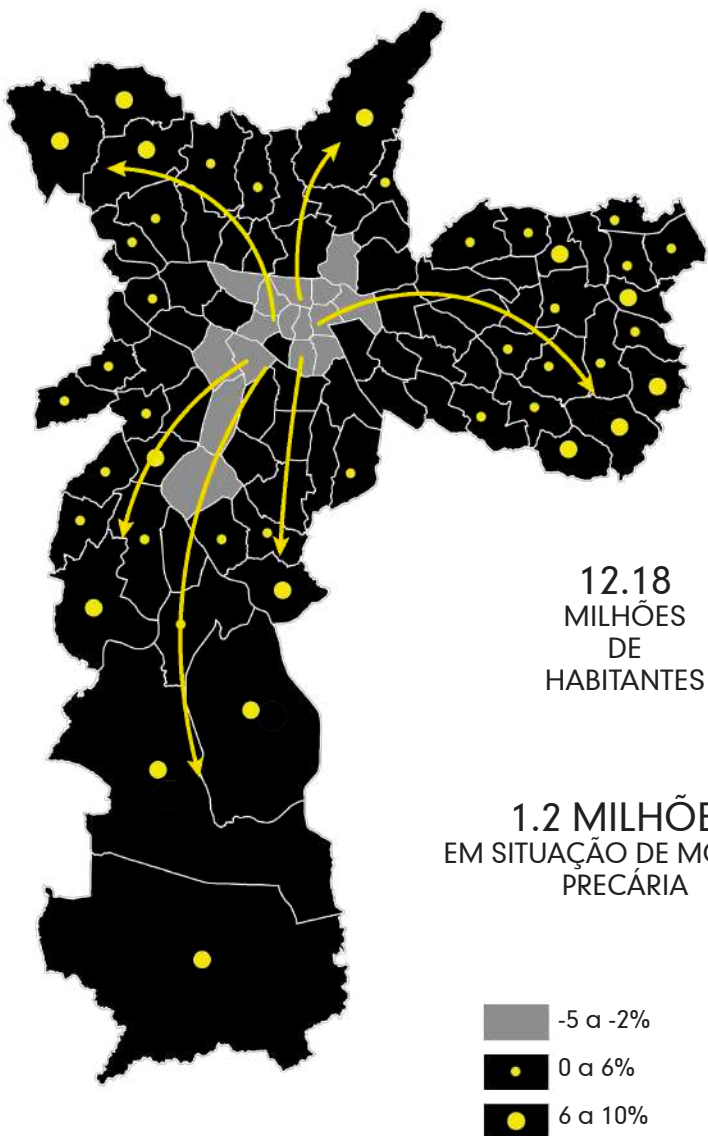 12.18
MILHÕES
DE
HABITANTES
1.2 MILHÕE
EM SITUAÇÃO DE MO
PRECÁRIA
-5 a -2%
0 a 6%
6 a 10%